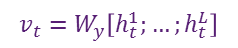 v_t = W_y[h_t^1; … ; h_t^L]